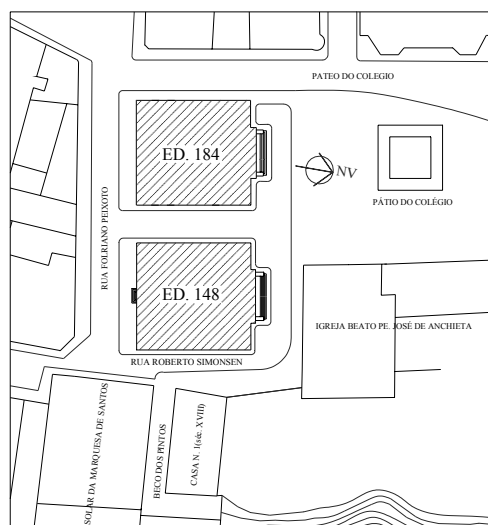 PATEO DO COLEGIO
ED. 184
NV
PÁTIO DO COLÉGIO
RUA FOLRIANO PEIXOTO
ED. 148
IGREJA BEATO PE. JOSÉ DE ANCHIETA
RUA ROBERTO SIMONSEN
SOLAR DA MARQUESA DE SANTOS
BECO DOS PINTOS
CASA N. 1(séc. XVIII)